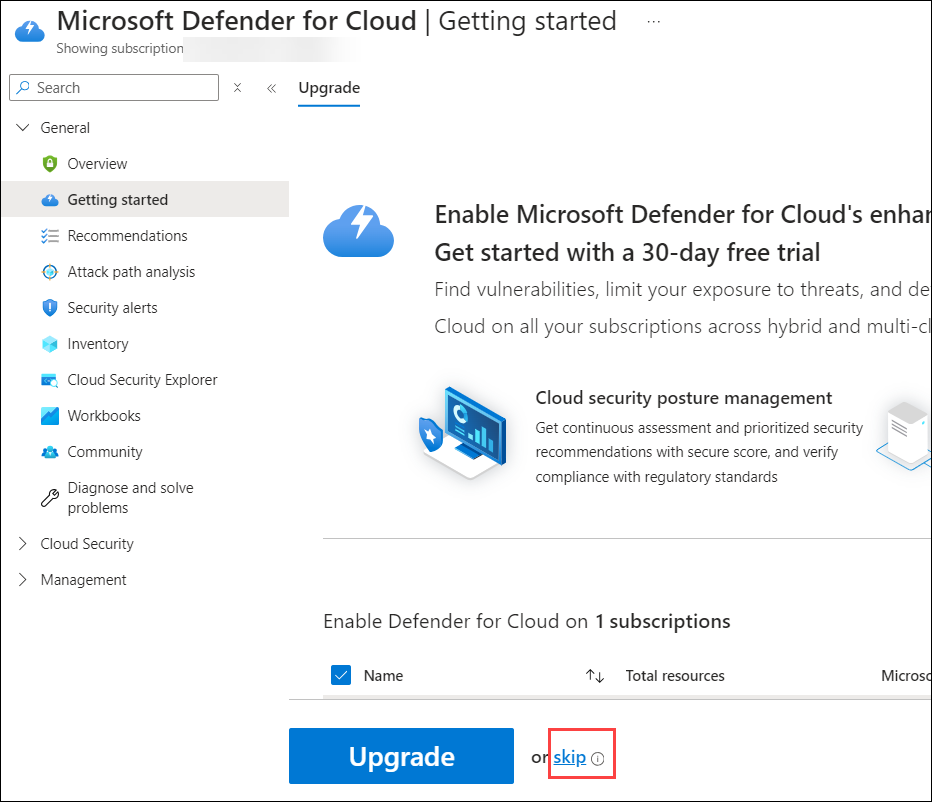 Microsoft Defender for Cloud | Getting started ...
Showing subscription
Search
Upgrade
General
Overview
Getting started
Recommendations
Attack path analysis
Security alerts
Inventory
Cloud Security Explorer
Workbooks
Community
Diagnose and solve
problems
Cloud Security
Management
Enable Microsoft Defender for Cloud's enhan
Get started with a 30-day free trial
Find vulnerabilities, limit your exposure to threats, and de
Cloud on all your subscriptions across hybrid and multi-cl
Cloud security posture management
Get continuous assessment and prioritized security
recommendations with secure score, and verify
compliance with regulatory standards
Enable Defender for Cloud on 1 subscriptions
Name
Total resources
Microso
Upgrade
or skip